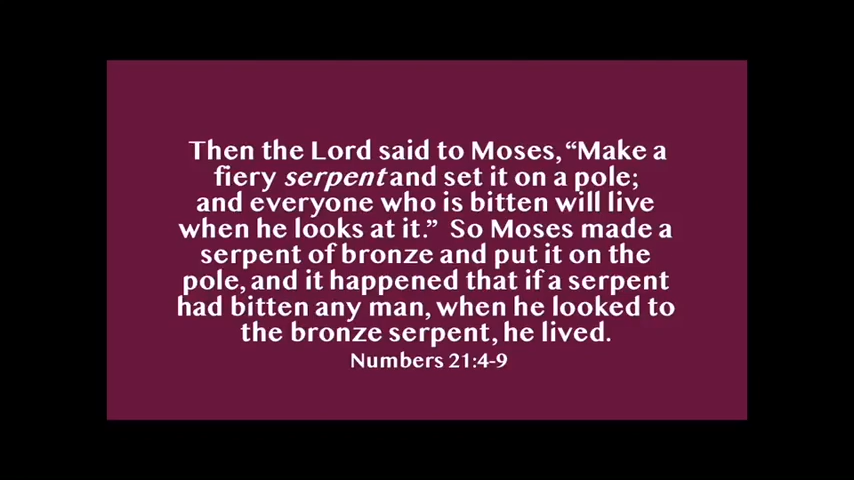 Then the Lord said to Moses, “Make a
fiery serpent and set it on a pole;
and everyone who is bitten will live
when he looks at it.” So Moses made a
serpent of bronze and put it on the
pole, and it happened that if a serpent
had bitten any man, when he looked to
the bronze serpent, he lived.
Numbers 21:4-9